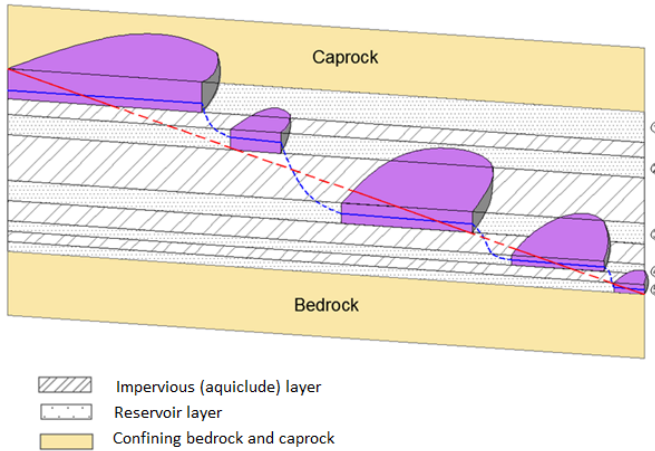 Caprock
Bedrock
Impervious (aquiclude) layer
Reservoir layer
Confining bedrock and caprock